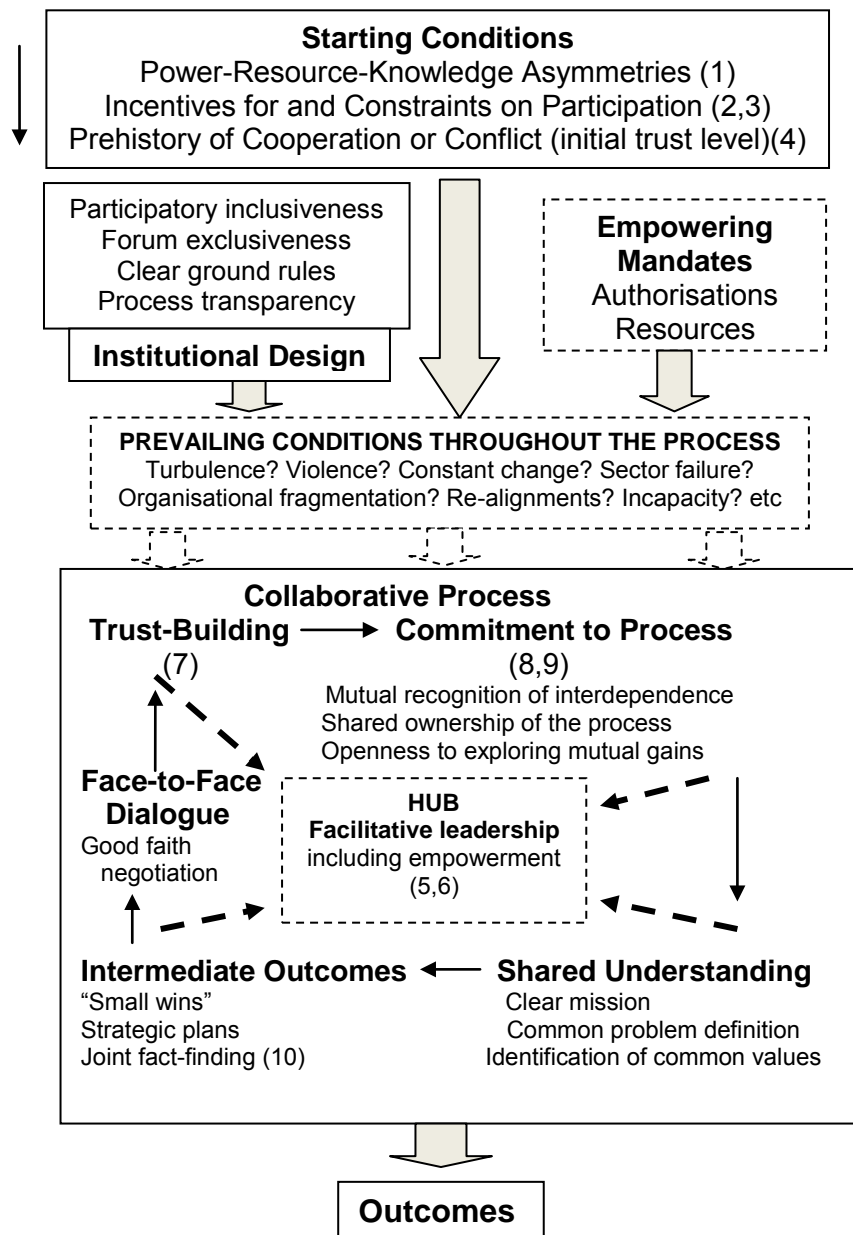 Starting Conditions
Power-Resource-Knowledge Asymmetries (1)
Incentives for and Constraints on Participation (2,3)
Prehistory of Cooperation or Conflict (initial trust level)(4)
Participatory inclusiveness
Forum exclusiveness
Clear ground rules
Process transparency
Institutional Design
Empowering
Mandates
Authorisations
Resources
PREVAILING CONDITIONS THROUGHOUT THE PROCESS
Turbulence? Violence? Constant change? Sector failure?
Organisational fragmentation? Re-alignments? Incapacity? etc
Collaborative Process
Trust-Building
(7)
Commitment to Process
(8,9)
Mutual recognition of interdependence
Shared ownership of the process
Openness to exploring mutual gains
Face-to-Face
Dialogue
Good faith
negotiation
HUB
Facilitative leadership
including empowerment
(5,6)
Intermediate Outcomes
“Small wins”
Strategic plans
Joint fact-finding (10)
Shared Understanding
Clear mission
Common problem definition
Identification of common values
Outcomes